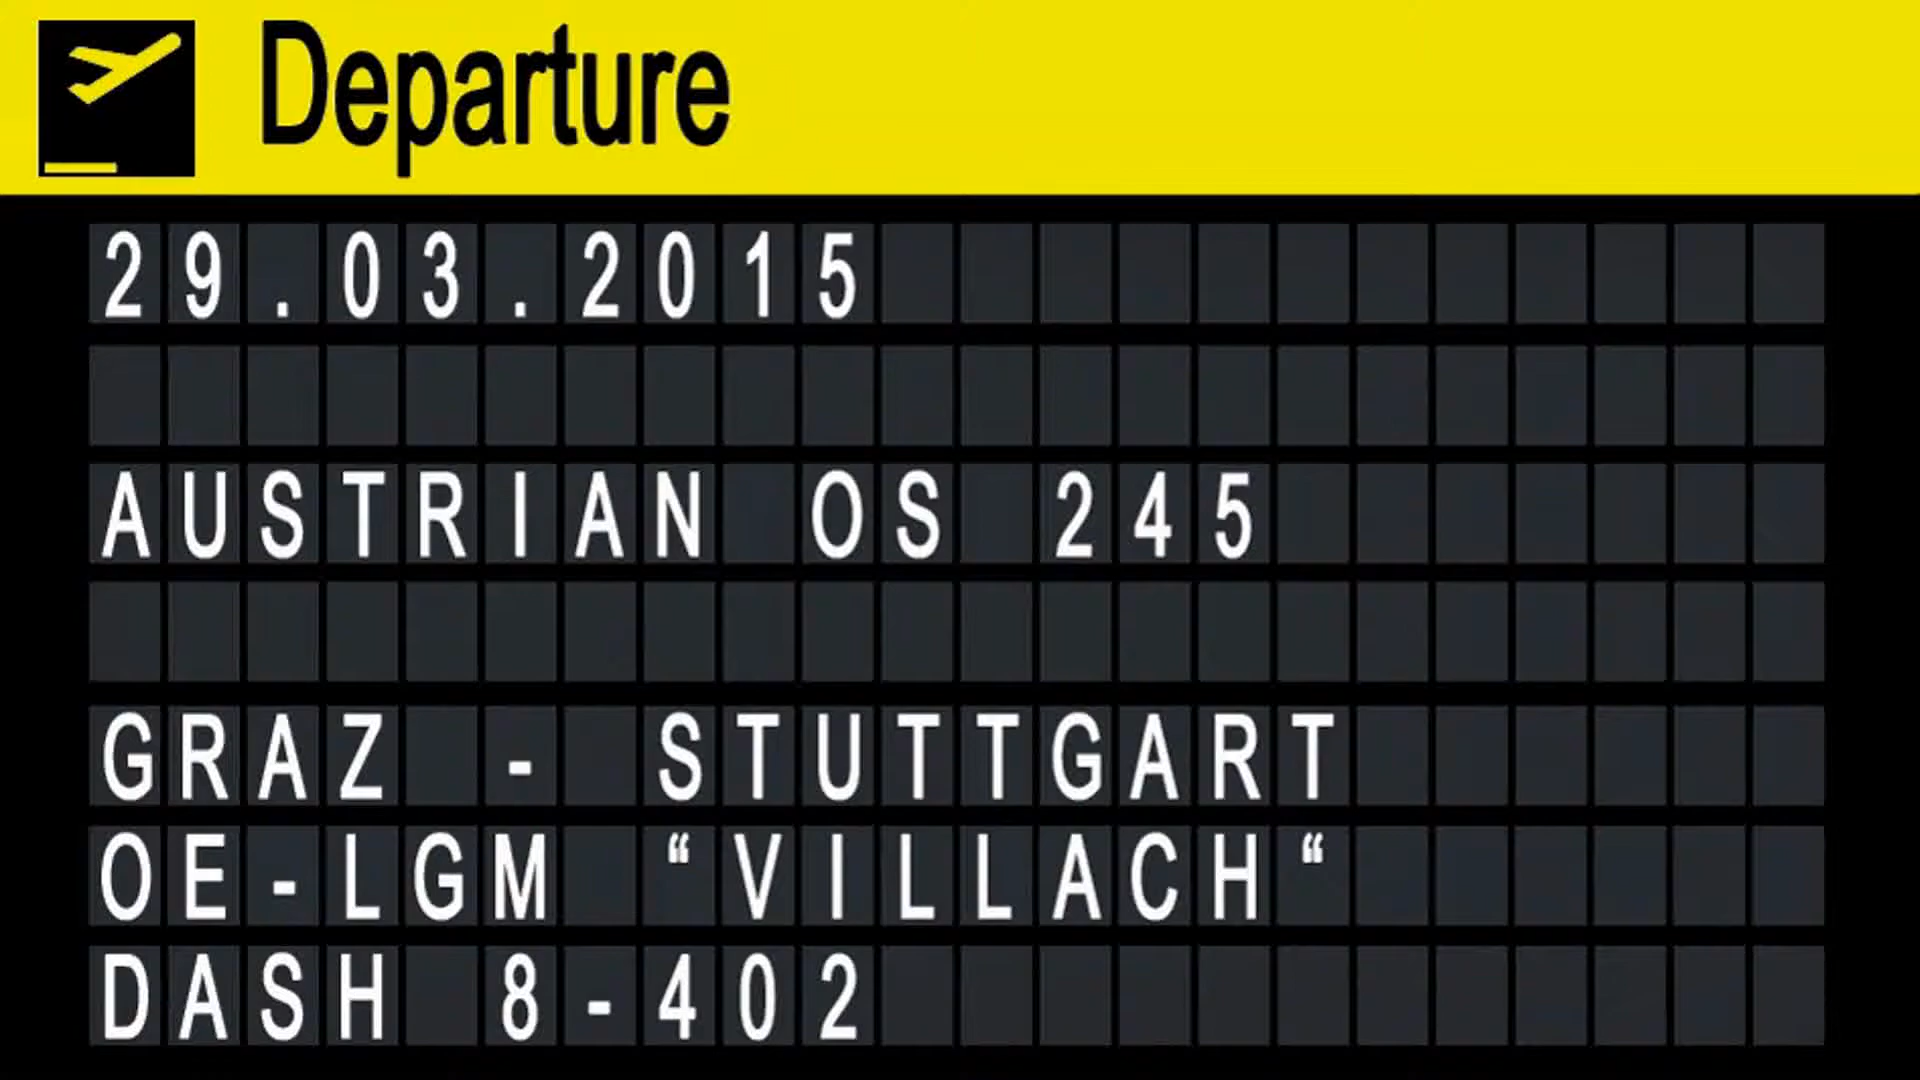 Departure
29.03.2015
AUSTRIAN OS 245
GRAZ - STUTTGART
OE-LGM “VILLACH“
DASH 8-402